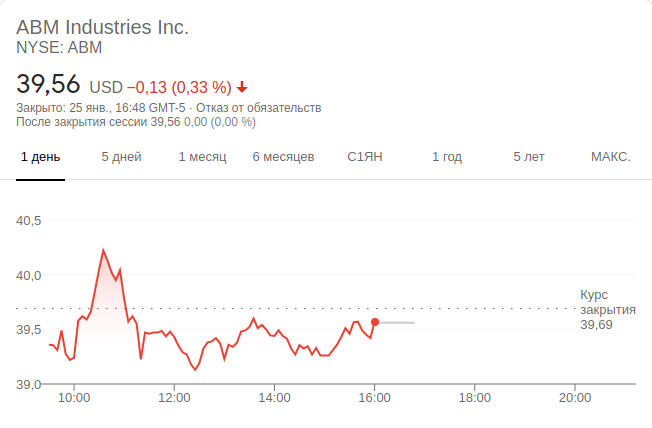 ABM Industries Inc.
NYSE: ABM
39,56 USD −0,13 (0,33 %)
Закрыто: 25 янв., 16:48 GMT-5 · Отказ от обязательств
После закрытия сессии 39,56 0,00 (0,00 %)
1 день 5 дней 1 месяц 6 месяцев С1ЯН 1 год 5 лет МАКС.
40,5
40,0
Курс
закрытия
39,69
39,5
39,0
10:00 12:00 14:00 16:00 18:00 20:00